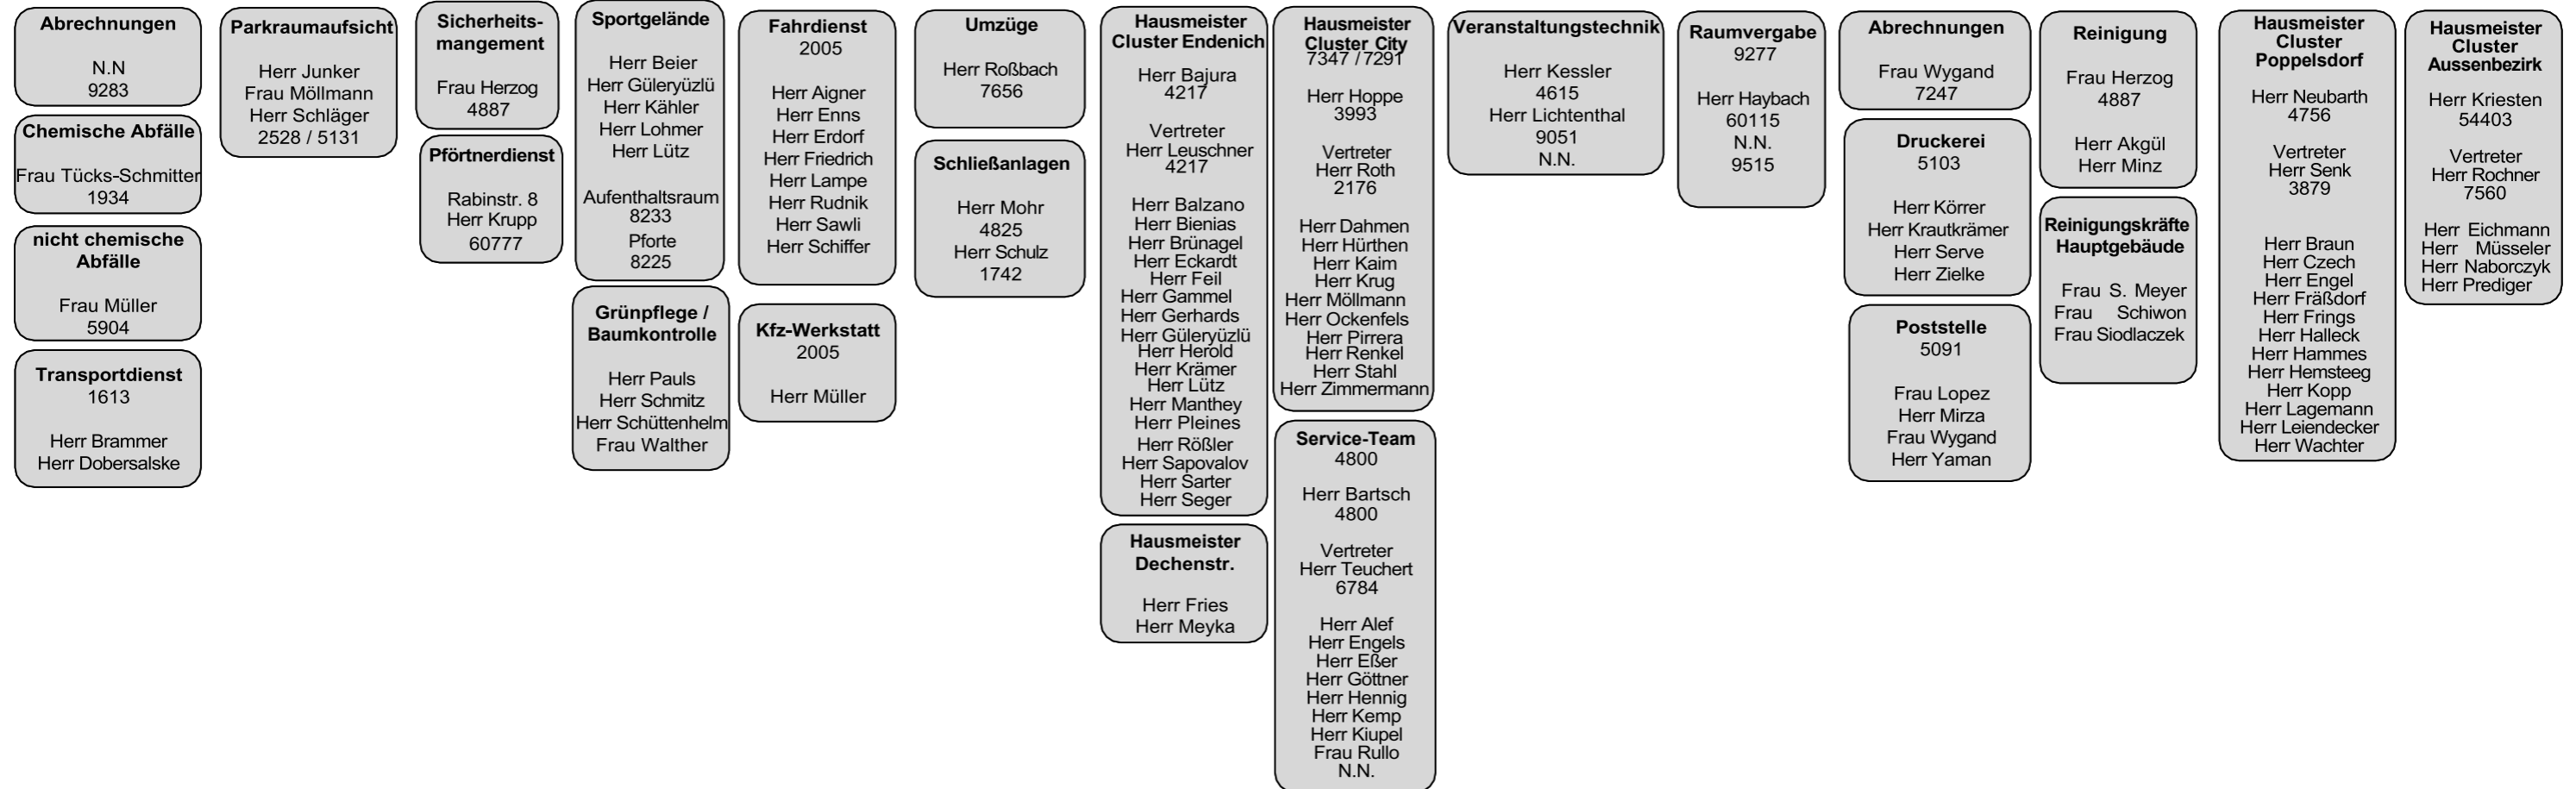 Abrechnungen
N.N
9283
Chemische Abfälle
Frau Tücks-Schmitter
1934
nicht chemische
Abfälle
Frau Müller
5904
Transportdienst
1613
Herr Brammer
Herr Dobersalske
Parkraumaufsicht
Herr Junker
Frau Möllmann
Herr Schläger
2528 / 5131
Sicherheits-
mangement
Frau Herzog
4887
Pförtnerdienst
Rabinstr. 8
Herr Krupp
60777
Sportgelände
Herr Beier
Herr Güleryüzlü
Herr Kähler
Herr Lohmer
Herr Lütz
Aufenthaltsraum
8233
Pforte
8225
Grünpflege /
Baumkontrolle
Herr Pauls
Herr Schmitz
Herr Schüttenhelm
Frau Walther
Fahrdienst
2005
Herr Aigner
Herr Enns
Herr Erdorf
Herr Friedrich
Herr Lampe
Herr Rudnik
Herr Sawli
Herr Schiffer
Kfz-Werkstatt
2005
Herr Müller
Umzüge
Herr Roßbach
7656
Schließanlagen
Herr Mohr
4825
Herr Schulz
1742
Hausmeister
Cluster Endenich
Herr Bajura
4217
Vertreter
Herr Leuschner
4217
Herr Balzano
Herr Bienias
Herr Brünagel
Herr Eckardt
Herr Feil
Herr Gammel
Herr Gerhards
Herr Güleryüzlü
Herr Herold
Herr Krämer
Herr Lütz
Herr Manthey
Herr Pleines
Herr Rößler
Herr Sapovalov
Herr Sarter
Herr Seger
Hausmeister
Dechenstr.
Herr Fries
Herr Meyka
Hausmeister
Cluster City
7347 / 7291
Herr Hoppe
3993
Vertreter
Herr Roth
2176
Herr Dahmen
Herr Hürthen
Herr Kaim
Herr Krug
Herr Möllmann
Herr Ockenfels
Herr Pirrera
Herr Renkel
Herr Stahl
Herr Zimmermann
Service-Team
4800
Herr Bartsch
4800
Vertreter
Herr Teuchert
6784
Herr Alef
Herr Engels
Herr Eßer
Herr Göttner
Herr Hennig
Herr Kemp
Herr Kiupel
Frau Rullo
N.N.
Veranstaltungstechnik
Herr Kessler
4615
Herr Lichtenthal
9051
N.N.
Raumvergabe
9277
Herr Haybach
60115
N.N.
9515
Abrechnungen
Frau Wygand
7247
Druckerei
5103
Herr Körrer
Herr Krautkrämer
Herr Serve
Herr Zielke
Poststelle
5091
Frau Lopez
Herr Mirza
Frau Wygand
Herr Yaman
Reinigung
Frau Herzog
4887
Herr Akgül
Herr Minz
Reinigungskräfte
Hauptgebäude
Frau S. Meyer
Frau Schiwon
Frau Siodlaczek
Hausmeister
Cluster
Poppelsdorf
Herr Neubarth
4756
Vertreter
Herr Senk
3879
Herr Braun
Herr Czech
Herr Engel
Herr Fräßdorf
Herr Frings
Herr Halleck
Herr Hammes
Herr Hemsteeg
Herr Kopp
Herr Lagemann
Herr Leiendecker
Herr Wachter
Hausmeister
Cluster
Aussenbezirk
Herr Kriesten
54403
Vertreter
Herr Rochner
7560
Herr Eichmann
Herr Müsseler
Herr Naborczyk
Herr Prediger